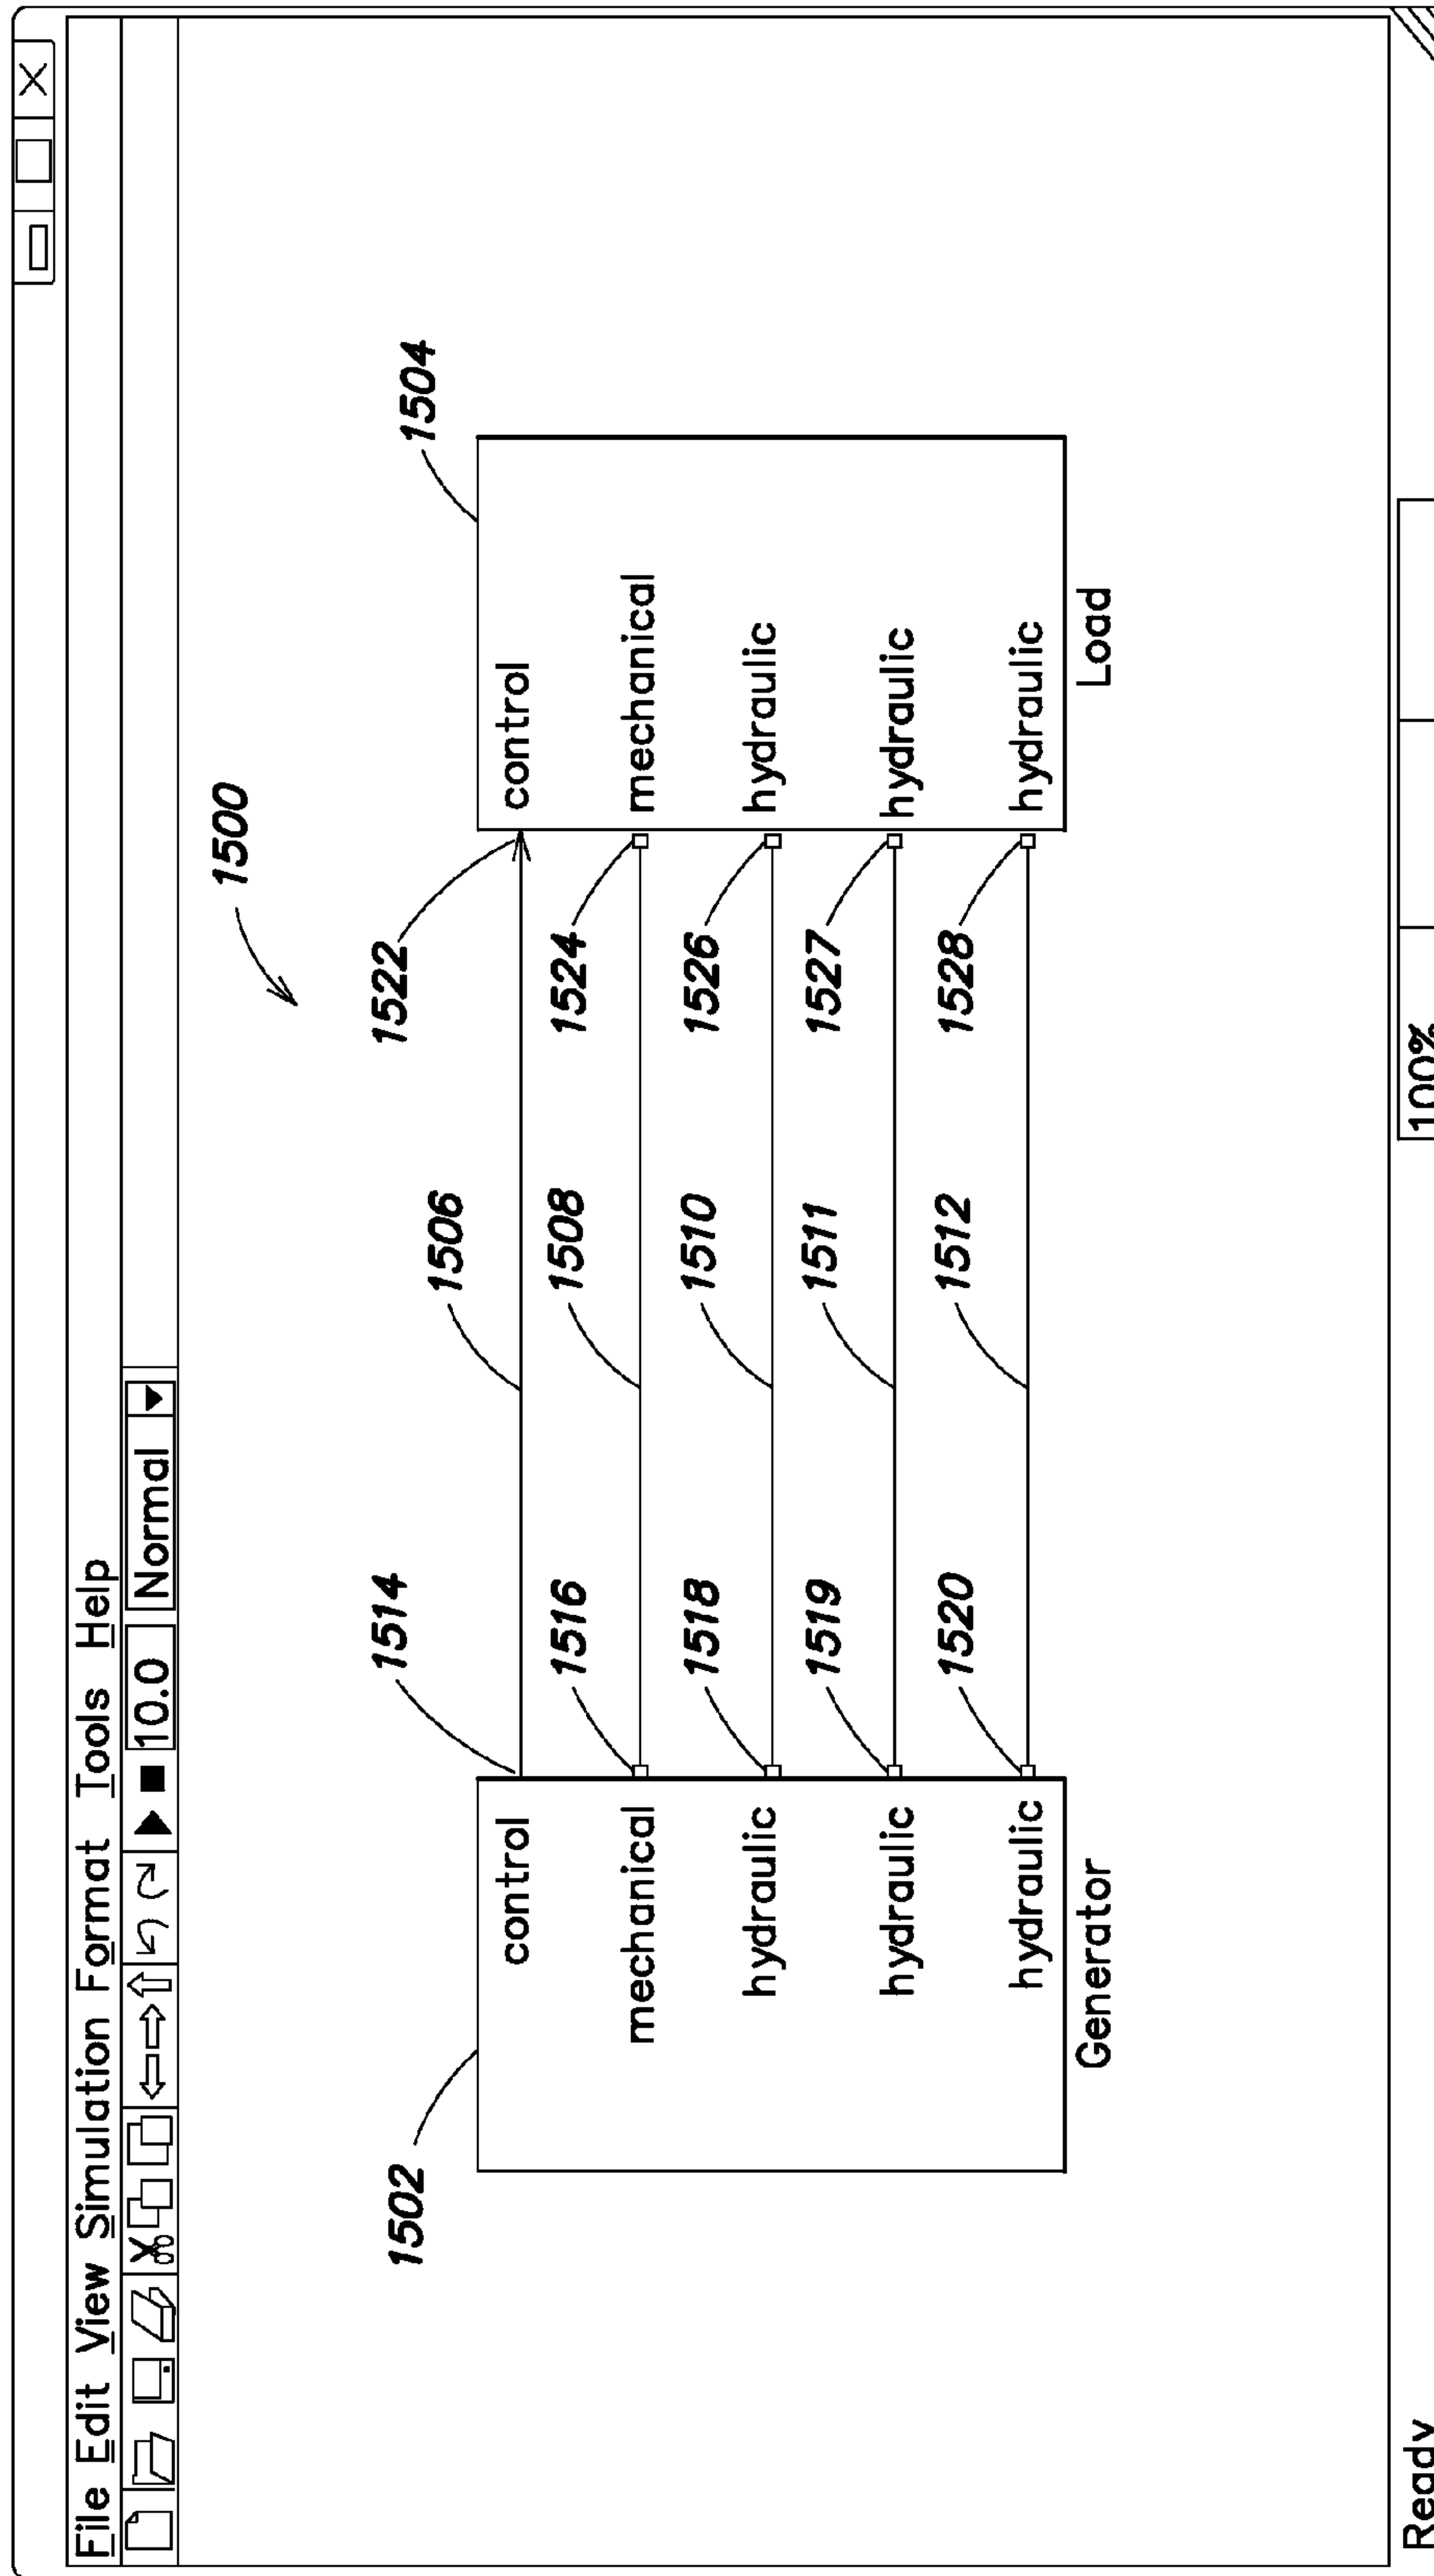 File Edit View Simulation Format Tools Help
10.0 Normal
1500
1502
1504
1514
1506
1522
control
control
1516
1508
1524
mechanical
mechanical
1518
1510
1526
hydraulic
hydraulic
1519
1511
1527
hydraulic
hydraulic
1520
1512
1528
hydraulic
hydraulic
Generator
Load
Ready
100%